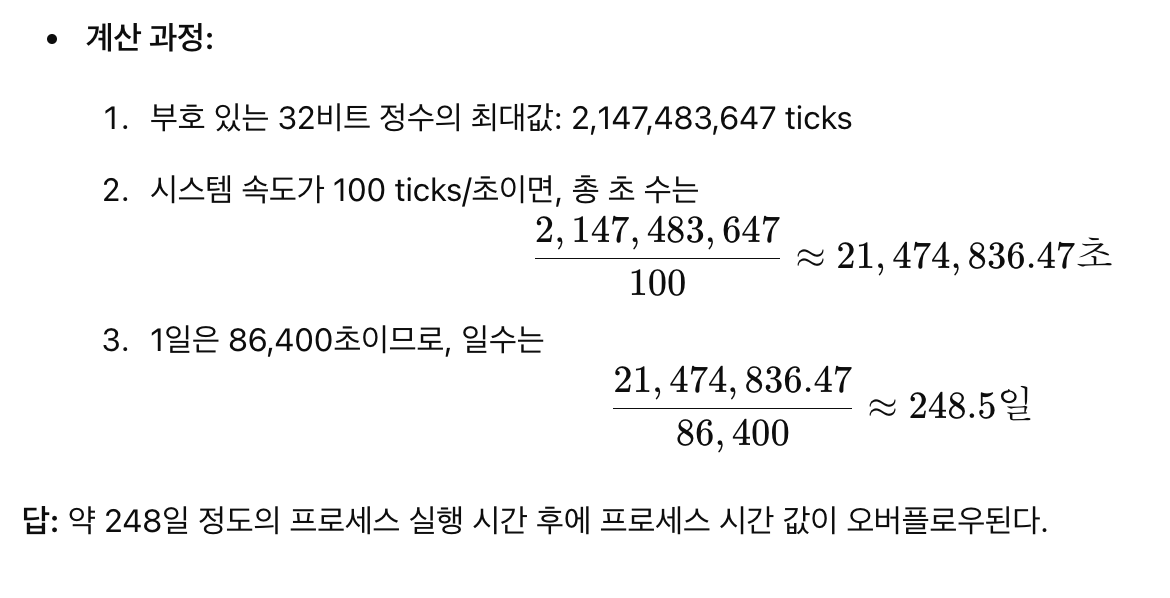 • 계산 과정:
1. 부호 있는 32비트 정수의 최대값: 2,147,483,647 ticks
2. 시스템 속도가 100 ticks/초이면, 총 초 수는
2,147,483,647
100
≈ 21,474,836.47초
3. 1일은 86,400초이므로, 일수는
21,474,836.47
86,400
≈ 248.5일
답: 약 248일 정도의 프로세스 실행 시간 후에 프로세스 시간 값이 오버플로우된다.